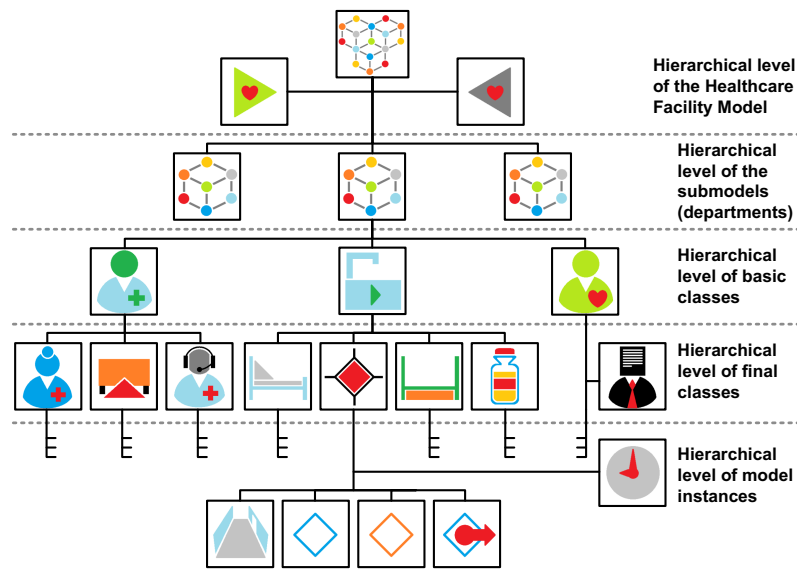 Hierarchical level
of the Healthcare
Facility Model
Hierarchical
level of the
submodels
(departments)
Hierarchical
level of basic
classes
Hierarchical
level of final
classes
Hierarchical
level of model
instances